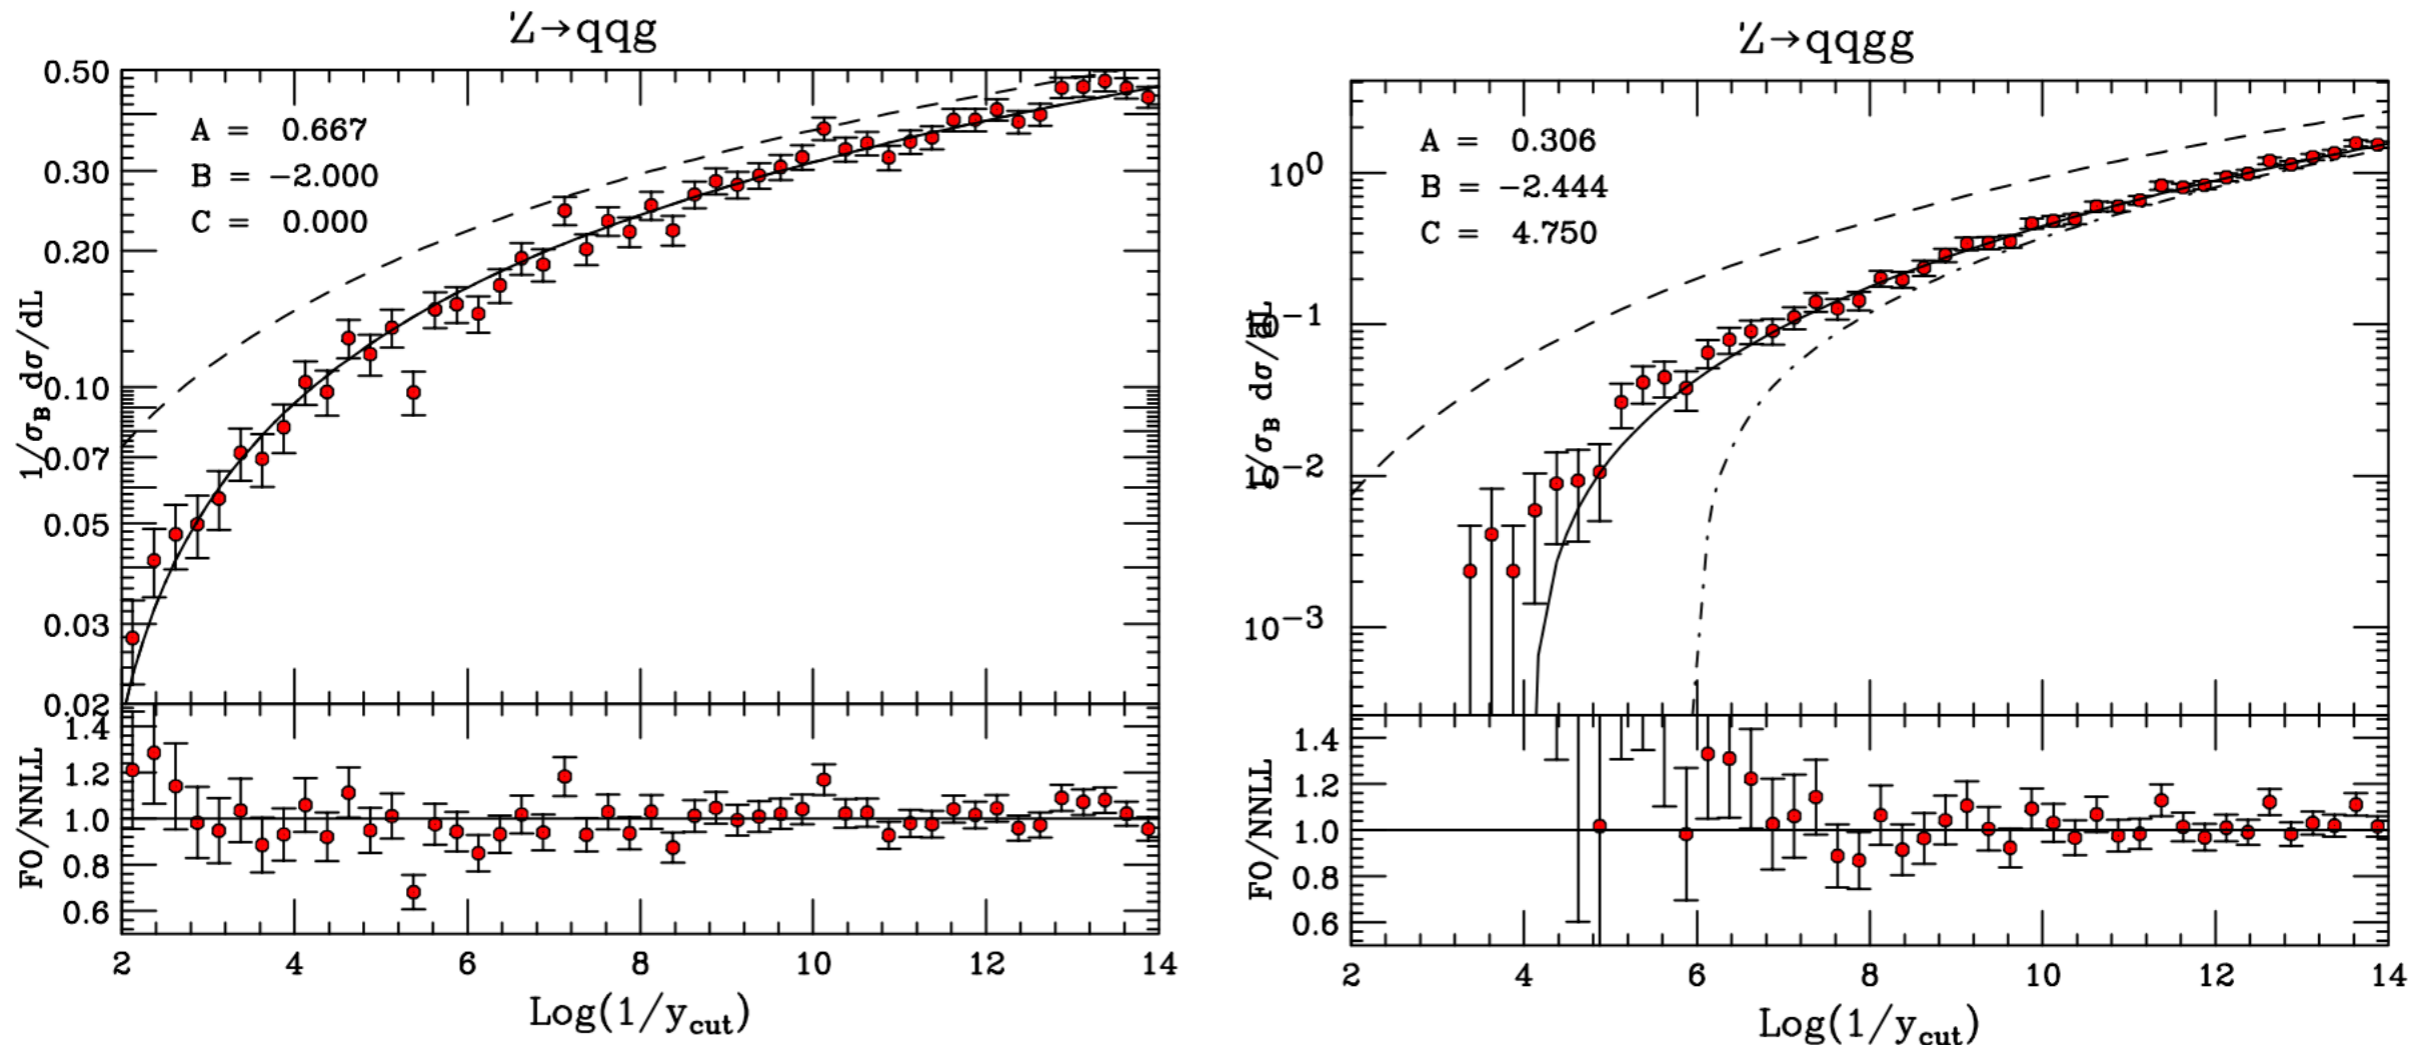 Z→qqg
0.50
0.30
0.20
0.10
0.07
0.05
0.03
0.02
A = 0.667
B = −2.000
C = 0.000
1/σB dσ/dL
1.4
1.2
1.0
0.8
0.6
FO/NNLL
2 4 6 8 10 12 14
Log(1/ycut)
Z→qqgg
10^0
10^−1
10^−2
10^−3
A = 0.306
B = −2.444
C = 4.750
1/σB dσ/dL
1.4
1.2
1.0
0.8
0.6
FO/NNLL
2 4 6 8 10 12 14
Log(1/ycut)